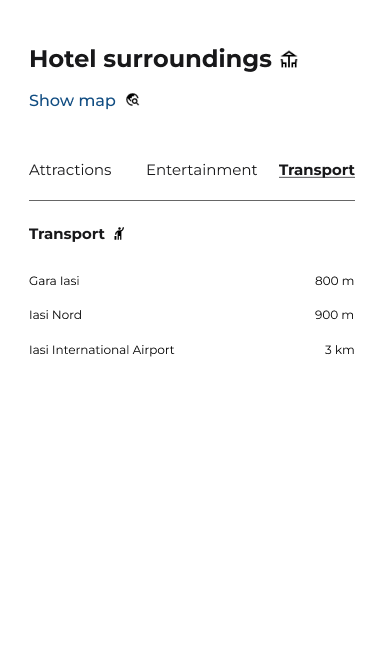 Hotel surroundings
Show map
Attractions Entertainment Transport
Transport
Gara Iasi 800 m
Iasi Nord 900 m
Iasi International Airport 3 km